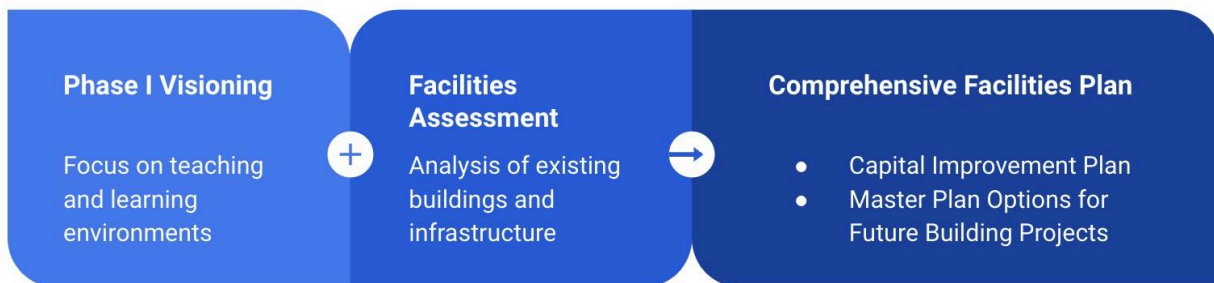 Phase I Visioning
Focus on teaching
and learning
environments
+
Facilities
Assessment
Analysis of existing
buildings and
infrastructure
Comprehensive Facilities Plan
● Capital Improvement Plan
● Master Plan Options for
Future Building Projects